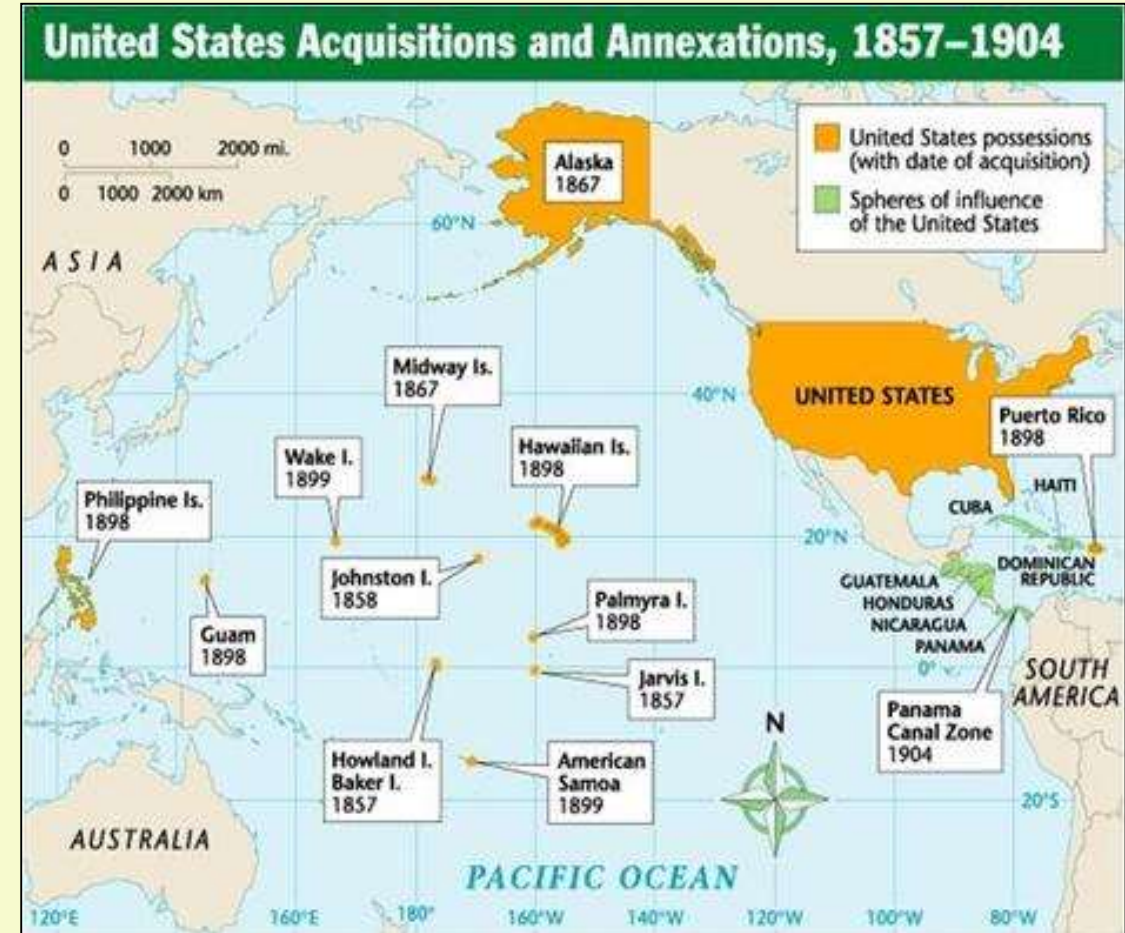 United States Acquisitions and Annexations, 1857–1904
0 1000 2000 mi.
0 1000 2000 km
United States possessions
(with date of acquisition)
Spheres of influence
of the United States
Alaska
1867
60°N
ASIA
Midway Is.
1867
40°N
UNITED STATES
Puerto Rico
1898
Wake I.
1899
Hawaiian Is.
1898
HAITI
CUBA
Philippine Is.
1898
20°N
DOMINICAN
REPUBLIC
Johnston I.
1858
GUATEMALA
HONDURAS
NICARAGUA
PANAMA
Palmyra I.
1898
Guam
1898
0°
SOUTH
AMERICA
Jarvis I.
1857
Panama
Canal Zone
1904
N
Howland I.
Baker I.
1857
American
Samoa
1899
20°S
AUSTRALIA
PACIFIC OCEAN
120°E 160°E 180° 160°W 140°W 120°W 100°W 80°W